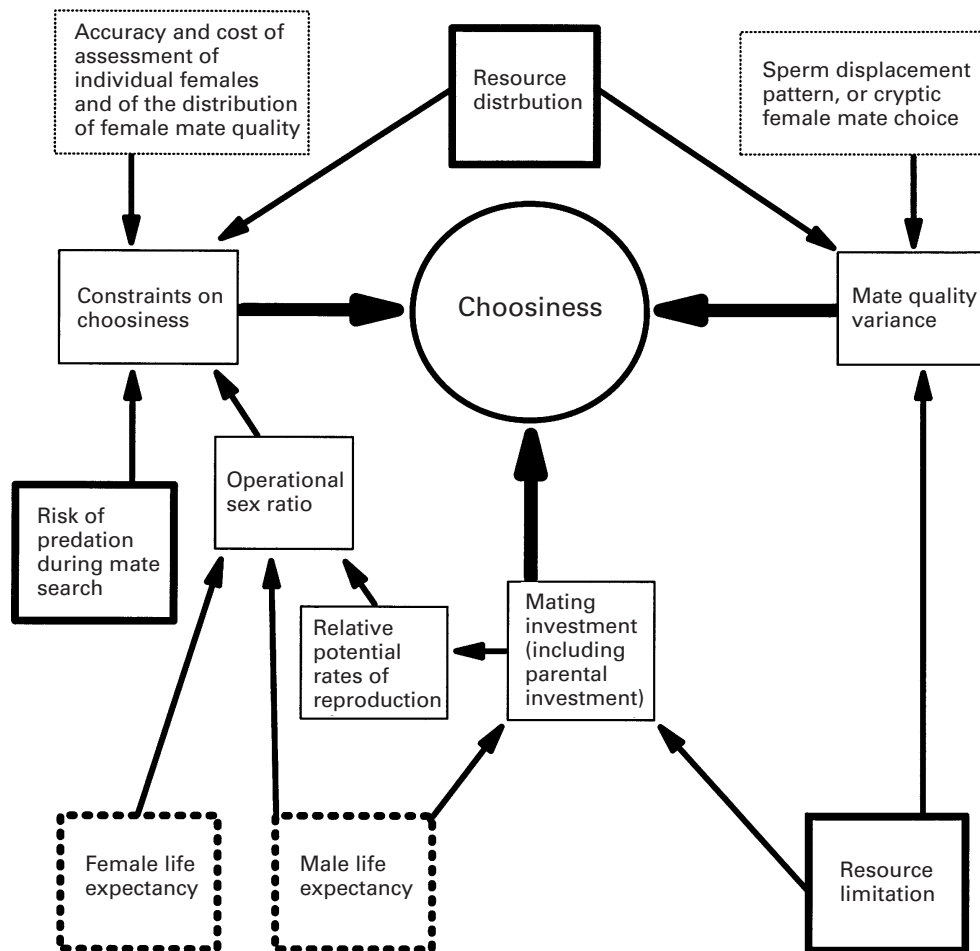 Accuracy and cost of
assessment of
individual females
and of the distribution
of female mate quality
Resource
distrbution
Sperm displacement
pattern, or cryptic
female mate choice
Constraints on
choosiness
Choosiness
Mate quality
variance
Operational
sex ratio
Risk of
predation
during mate
search
Relative
potential
rates of
reproduction
Mating
investment
(including
parental
investment)
Female life
expectancy
Male life
expectancy
Resource
limitation